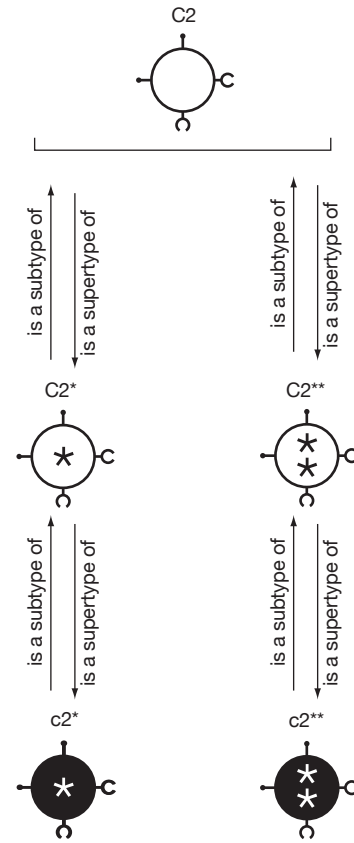 C2
is a subtype of
is a supertype of
is a subtype of
is a supertype of
C2*
C2**
*
*
*
is a subtype of
is a supertype of
is a subtype of
is a supertype of
c2*
c2**
*
*
*